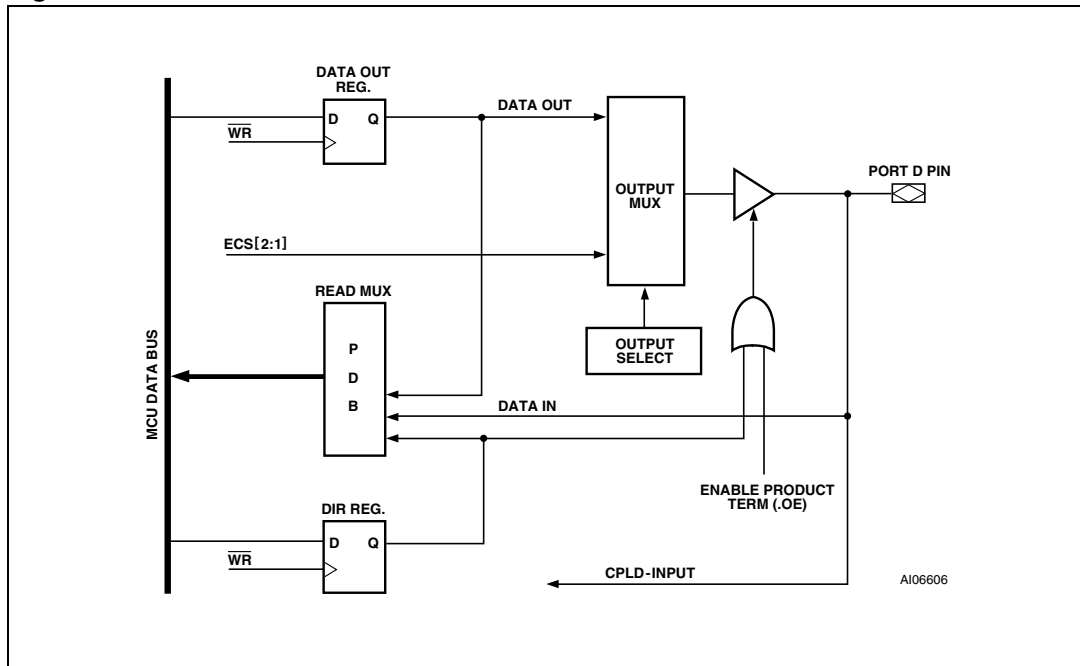 DATA OUT
REG.
D Q
WR
DATA OUT
OUTPUT
MUX
PORT D PIN
ECS[2:1]
READ MUX
P
D
B
OUTPUT
SELECT
MCU DATA BUS
DATA IN
ENABLE PRODUCT
TERM (.OE)
DIR REG.
D Q
WR
CPLD-INPUT
AI06606